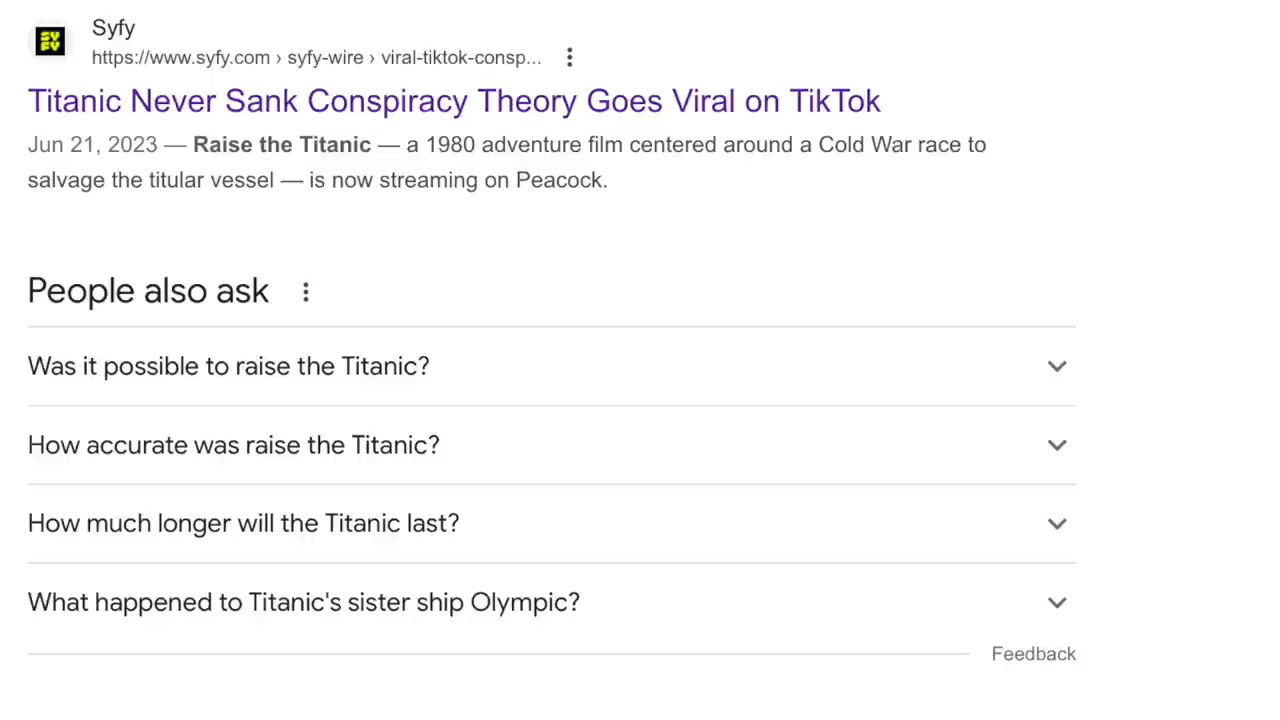 Syfy
https://www.syfy.com › syfy-wire › viral-tiktok-consp...
Titanic Never Sank Conspiracy Theory Goes Viral on TikTok
Jun 21, 2023 — Raise the Titanic — a 1980 adventure film centered around a Cold War race to
salvage the titular vessel — is now streaming on Peacock.
People also ask
Was it possible to raise the Titanic?
How accurate was raise the Titanic?
How much longer will the Titanic last?
What happened to Titanic's sister ship Olympic?
Feedback